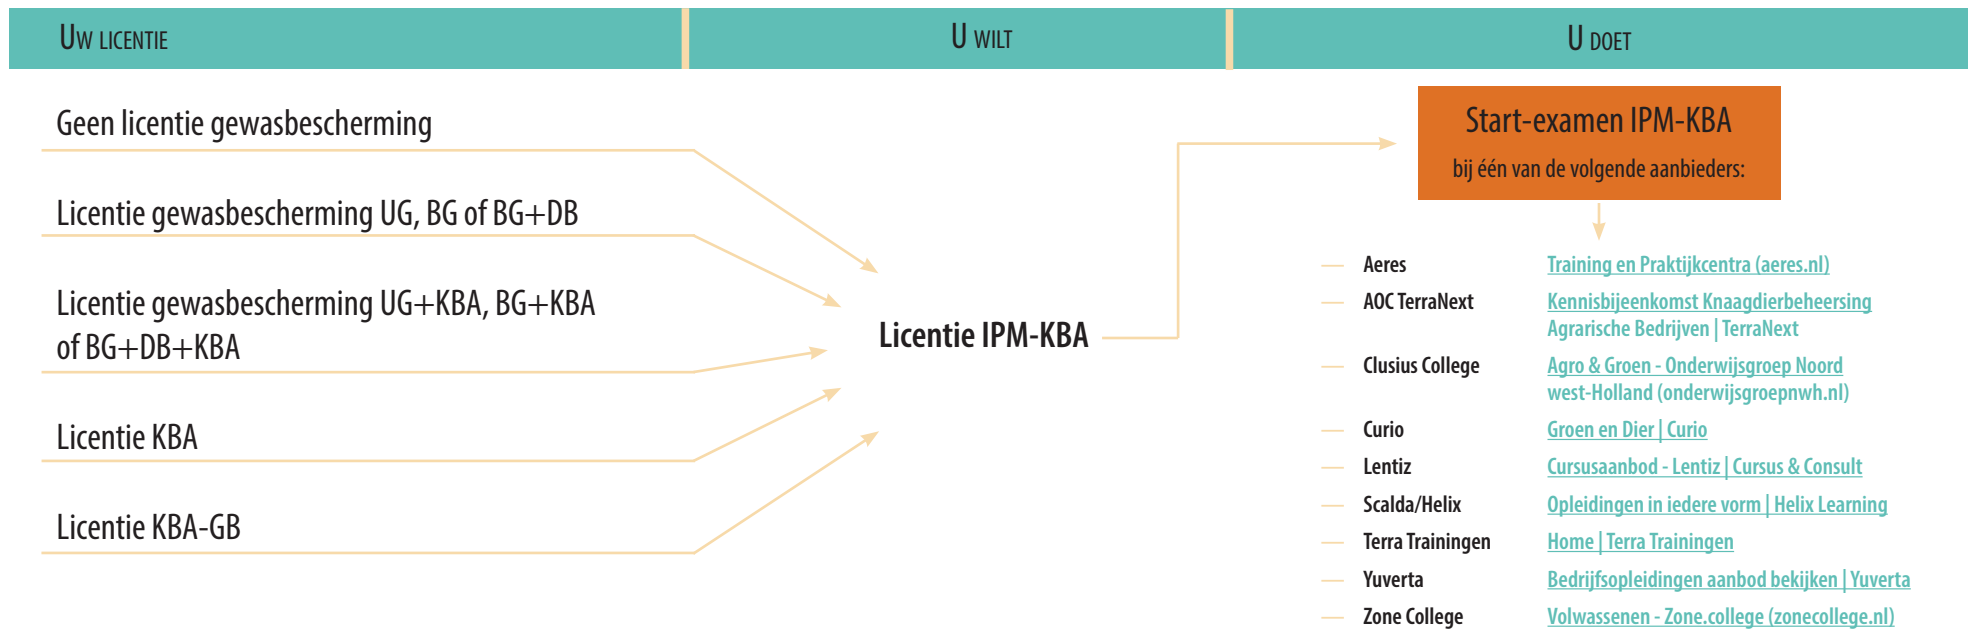 UW LICENTIE
U WILT
U DOET
Geen licentie gewasbescherming
Licentie gewasbescherming UG, BG of BG+DB
Licentie gewasbescherming UG+KBA, BG+KBA
of BG+DB+KBA
Licentie KBA
Licentie KBA-GB
Licentie IPM-KBA
Start-examen IPM-KBA
bij één van de volgende aanbieders:
— Aeres Training en Praktijkcentra (aeres.nl)
— AOC TerraNext Kennisbijeenkomst Knaagdierbeheersing
Agrarische Bedrijven | TerraNext
— Clusius College Agro & Groen - Onderwijsgroep Noord
west-Holland (onderwijsgroepnwh.nl)
— Curio Groen en Dier | Curio
— Lentiz Cursusaanbod - Lentiz | Cursus & Consult
— Scalda/Helix Opleidingen in iedere vorm | Helix Learning
— Terra Trainingen Home | Terra Trainingen
— Yuverta Bedrijfsopleidingen aanbod bekijken | Yuverta
— Zone College Volwassenen - Zone.college (zonecollege.nl)